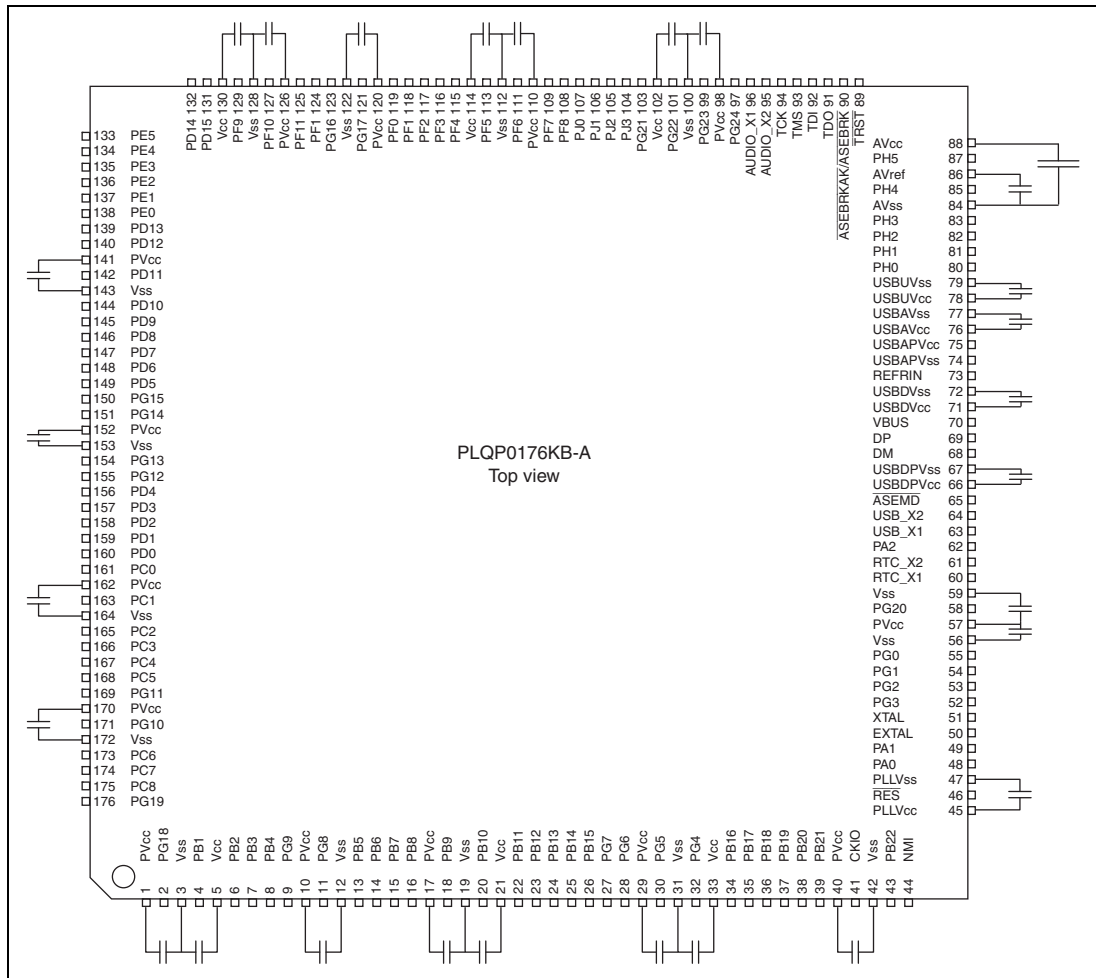 PD14 132
PD15 131
Vcc 130
PF9 129
Vss 128
PF10 127
PVcc 126
PF11 125
PF1 124
PG16 123
Vss 122
PG17 121
PVcc 120
PF0 119
PF1 118
PF2 117
PF3 116
PF4 115
Vcc 114
PF5 113
Vss 112
PF6 111
PVcc 110
PF7 109
PF8 108
PJ0 107
PJ1 106
PJ2 105
PJ3 104
PG21 103
Vcc 102
PG22 101
Vss 100
PG23 99
PVcc 98
PG24 97
AUDIO_X1 96
AUDIO_X2 95
TCK 94
TMS 93
TDI 92
TDO 91
ASEBRKAK/ASEBRK 90
TRST 89
133 PE5
134 PE4
135 PE3
136 PE2
137 PE1
138 PE0
139 PD13
140 PD12
141 PVcc
142 PD11
143 Vss
144 PD10
145 PD9
146 PD8
147 PD7
148 PD6
149 PD5
150 PG15
151 PG14
152 PVcc
153 Vss
154 PG13
155 PG12
156 PD4
157 PD3
158 PD2
159 PD1
160 PD0
161 PC0
162 PVcc
163 PC1
164 Vss
165 PC2
166 PC3
167 PC4
168 PC5
169 PG11
170 PVcc
171 PG10
172 Vss
173 PC6
174 PC7
175 PC8
176 PG19
PLQP0176KB-A
Top view
AVcc 88
PH5 87
AVref 86
PH4 85
AVss 84
PH3 83
PH2 82
PH1 81
PH0 80
USBUVss 79
USBUVcc 78
USBAVss 77
USBAVcc 76
USBAPVcc 75
USBAPVss 74
REFRIN 73
USBDVss 72
USBDVcc 71
VBUS 70
DP 69
DM 68
USBDPVss 67
USBDPVcc 66
ASEMD 65
USB_X2 64
USB_X1 63
PA2 62
RTC_X2 61
RTC_X1 60
Vss 59
PG20 58
PVcc 57
Vss 56
PG0 55
PG1 54
PG2 53
PG3 52
XTAL 51
EXTAL 50
PA1 49
PA0 48
PLLVss 47
RES 46
PLLVcc 45
1 PVcc
2 PG18
3 Vss
4 PB1
5 Vcc
6 PB2
7 PB3
8 PB4
9 PG9
10 PVcc
11 PG8
12 Vss
13 PB5
14 PB6
15 PB7
16 PB8
17 PVcc
18 PB9
19 Vss
20 PB10
21 Vcc
22 PB11
23 PB12
24 PB13
25 PB14
26 PB15
27 PG7
28 PG6
29 PVcc
30 PG5
31 Vss
32 PG4
33 Vcc
34 PB16
35 PB17
36 PB18
37 PB19
38 PB20
39 PB21
40 PVcc
41 CKIO
42 Vss
43 PB22
44 NMI